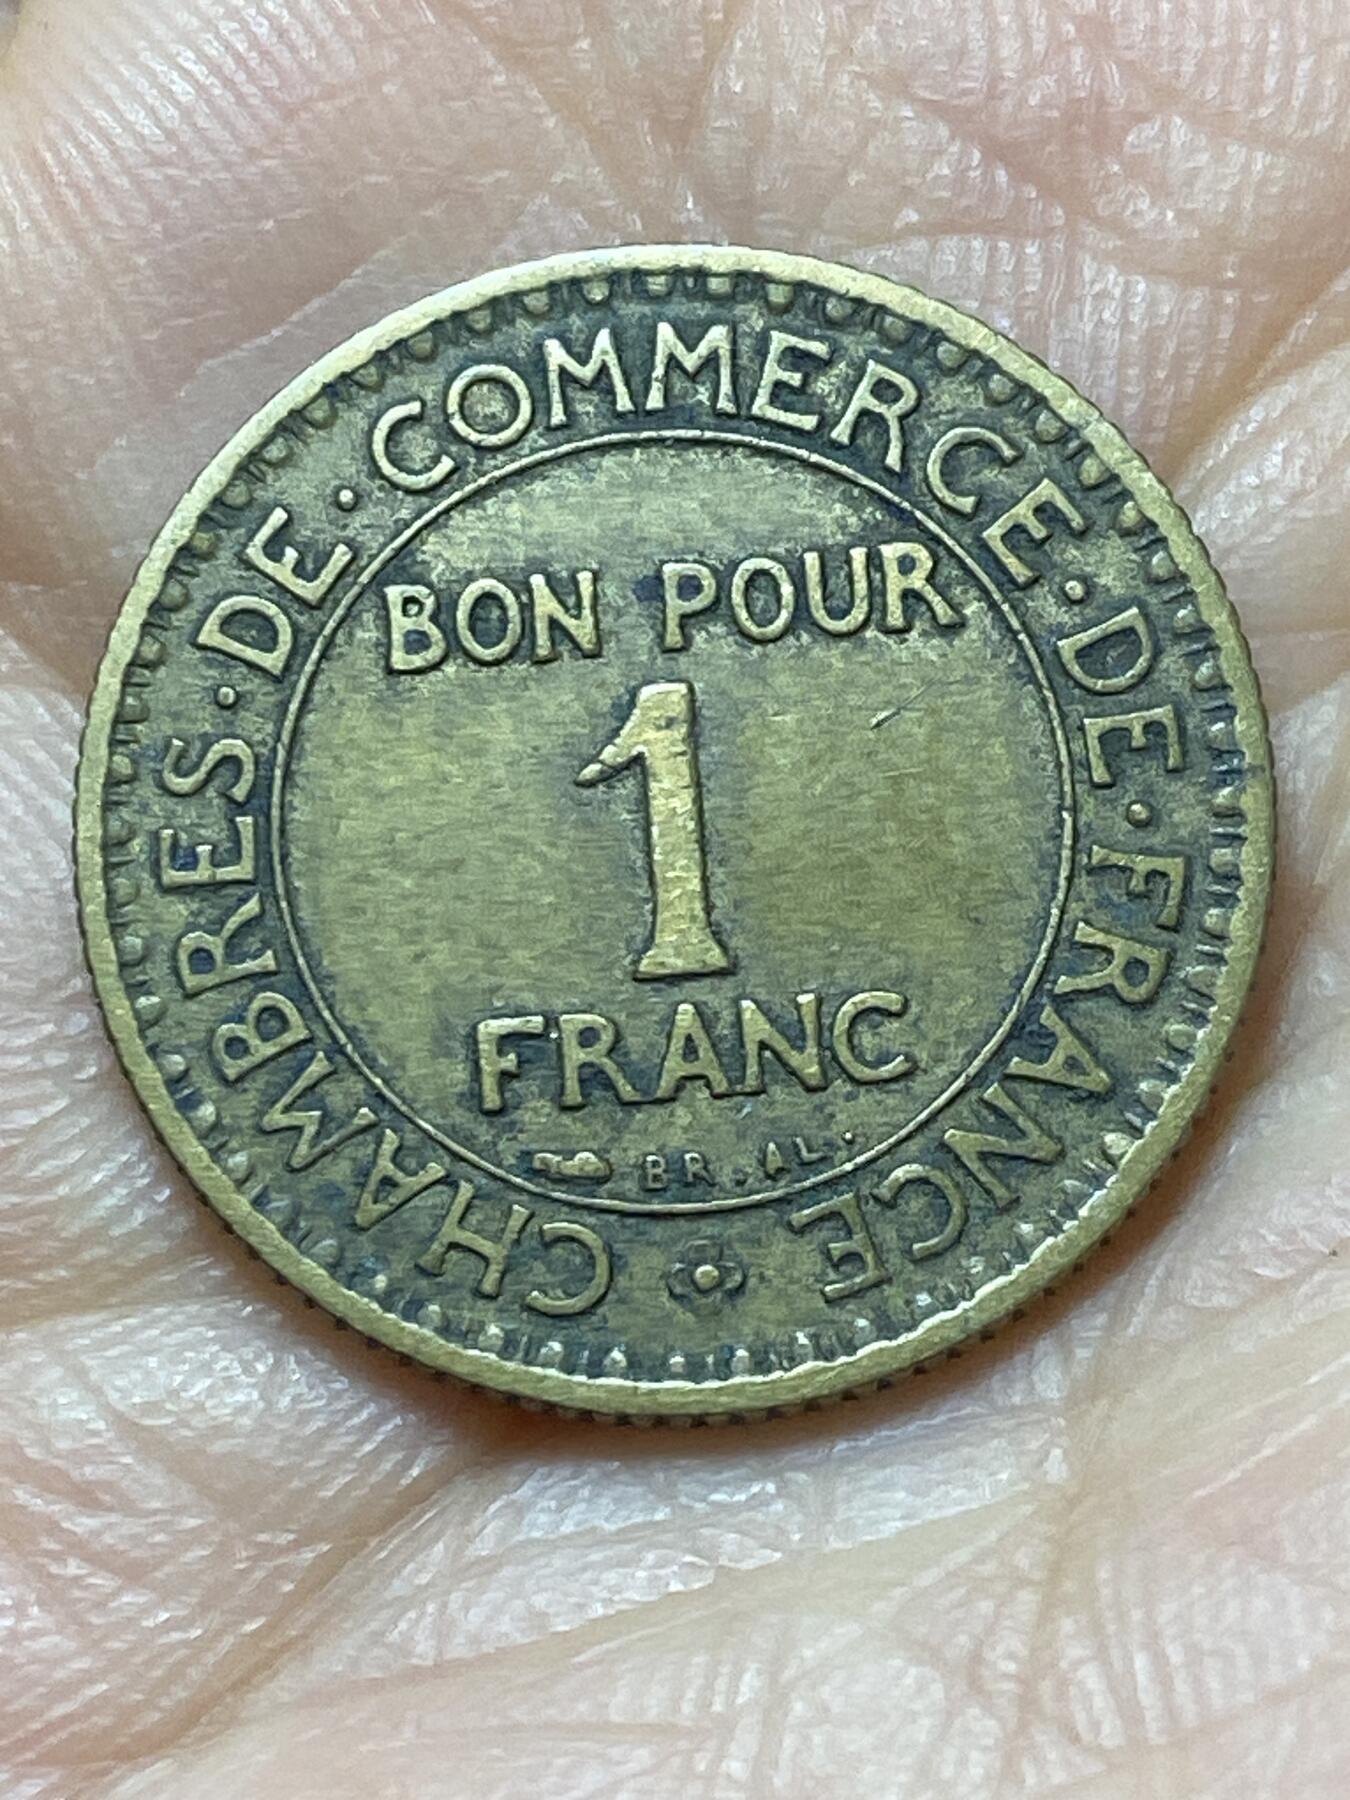 CHAMBRES·DE·COMMERCE·DE·FRANCE
BON POUR
1
FRANC
BR.AL.